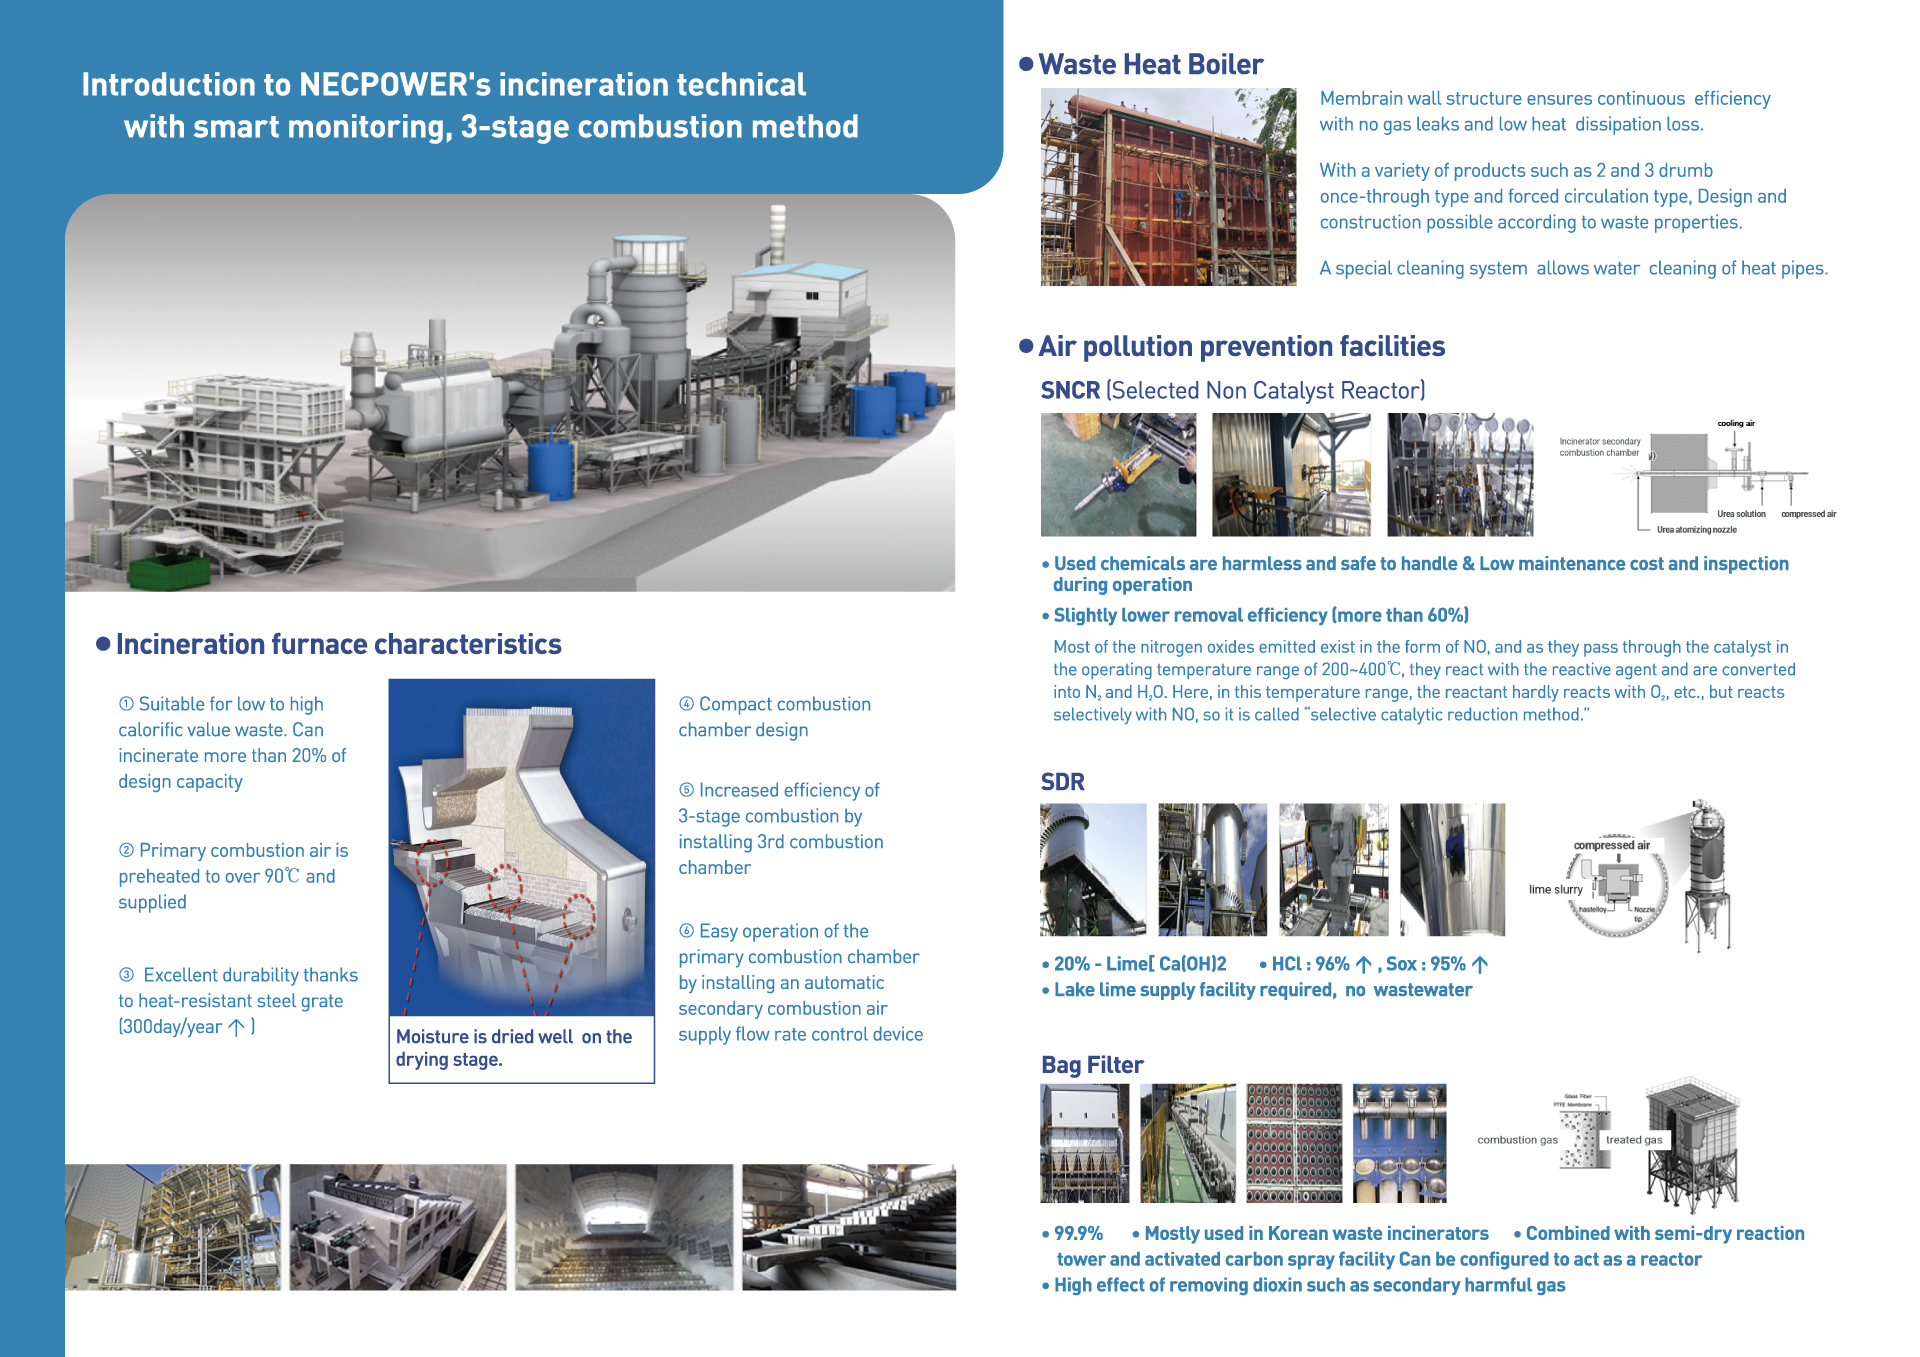 Introduction to NECPOWER's incineration technical
with smart monitoring, 3-stage combustion method
● Incineration furnace characteristics
① Suitable for low to high
calorific value waste. Can
incinerate more than 20% of
design capacity
② Primary combustion air is
preheated to over 90℃ and
supplied
③ Excellent durability thanks
to heat-resistant steel grate
(300day/year ↑ )
Moisture is dried well on the
drying stage.
④ Compact combustion
chamber design
⑤ Increased efficiency of
3-stage combustion by
installing 3rd combustion
chamber
⑥ Easy operation of the
primary combustion chamber
by installing an automatic
secondary combustion air
supply flow rate control device
● Waste Heat Boiler
Membrain wall structure ensures continuous efficiency
with no gas leaks and low heat dissipation loss.
With a variety of products such as 2 and 3 drumb
once-through type and forced circulation type, Design and
construction possible according to waste properties.
A special cleaning system allows water cleaning of heat pipes.
● Air pollution prevention facilities
SNCR (Selected Non Catalyst Reactor)
cooling air
Incinerator secondary
combustion chamber
Urea solution
compressed air
Urea atomizing nozzle
• Used chemicals are harmless and safe to handle & Low maintenance cost and inspection
during operation
• Slightly lower removal efficiency (more than 60%)
Most of the nitrogen oxides emitted exist in the form of NO, and as they pass through the catalyst in
the operating temperature range of 200~400℃, they react with the reactive agent and are converted
into N₂ and H₂O. Here, in this temperature range, the reactant hardly reacts with O₂, etc., but reacts
selectively with NO, so it is called “selective catalytic reduction method.”
SDR
compressed air
lime slurry
hastelloy
Nozzle
tip
• 20% - Lime[ Ca(OH)2 • HCl : 96% ↑ , Sox : 95% ↑
• Lake lime supply facility required, no wastewater
Bag Filter
Glass Fiber
PTFE Membrane
combustion gas
treated gas
• 99.9% • Mostly used in Korean waste incinerators • Combined with semi-dry reaction
tower and activated carbon spray facility Can be configured to act as a reactor
• High effect of removing dioxin such as secondary harmful gas